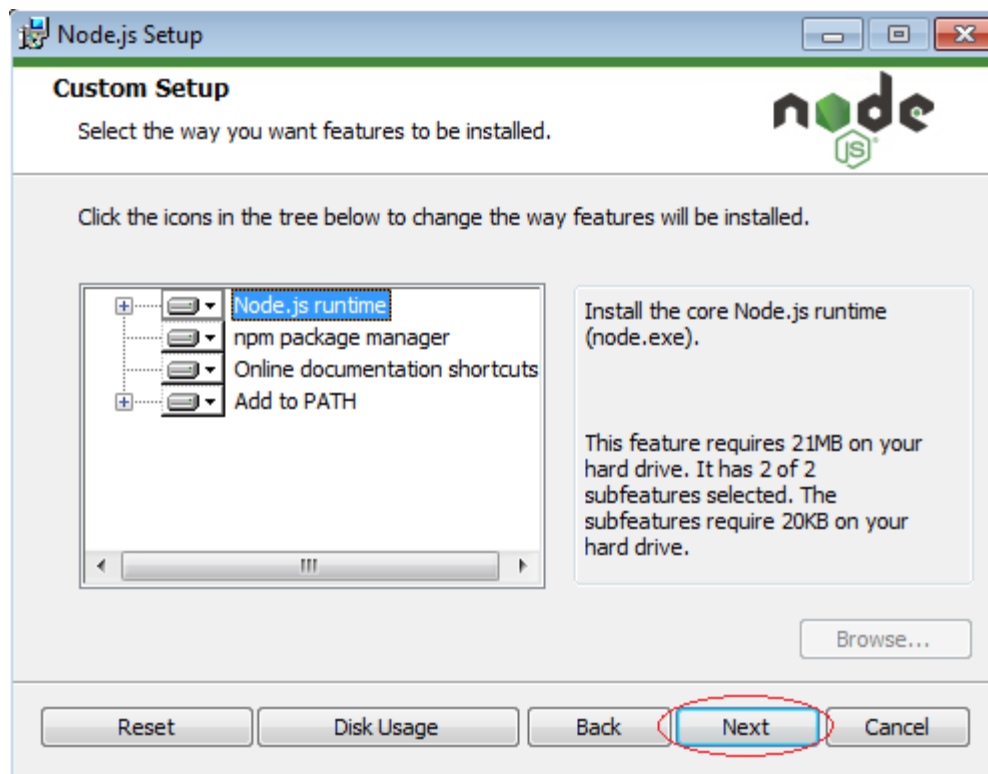 Node.js Setup
Custom Setup
Select the way you want features to be installed.
node
JS
Click the icons in the tree below to change the way features will be installed.
Node.js runtime
npm package manager
Online documentation shortcuts
Add to PATH
Install the core Node.js runtime
(node.exe).
This feature requires 21MB on your
hard drive. It has 2 of 2
subfeatures selected. The
subfeatures require 20KB on your
hard drive.
Browse...
Reset
Disk Usage
Back
Next
Cancel